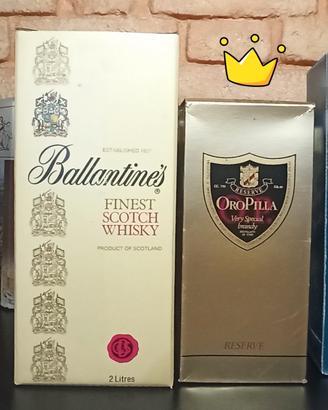 ESTABLISHED 1827
Ballantine's
®
FINEST
SCOTCH
WHISKY
PRODUCT OF SCOTLAND
2 Litres
RESERVE
OROPILLA
Very Special
brandy
RESERVE